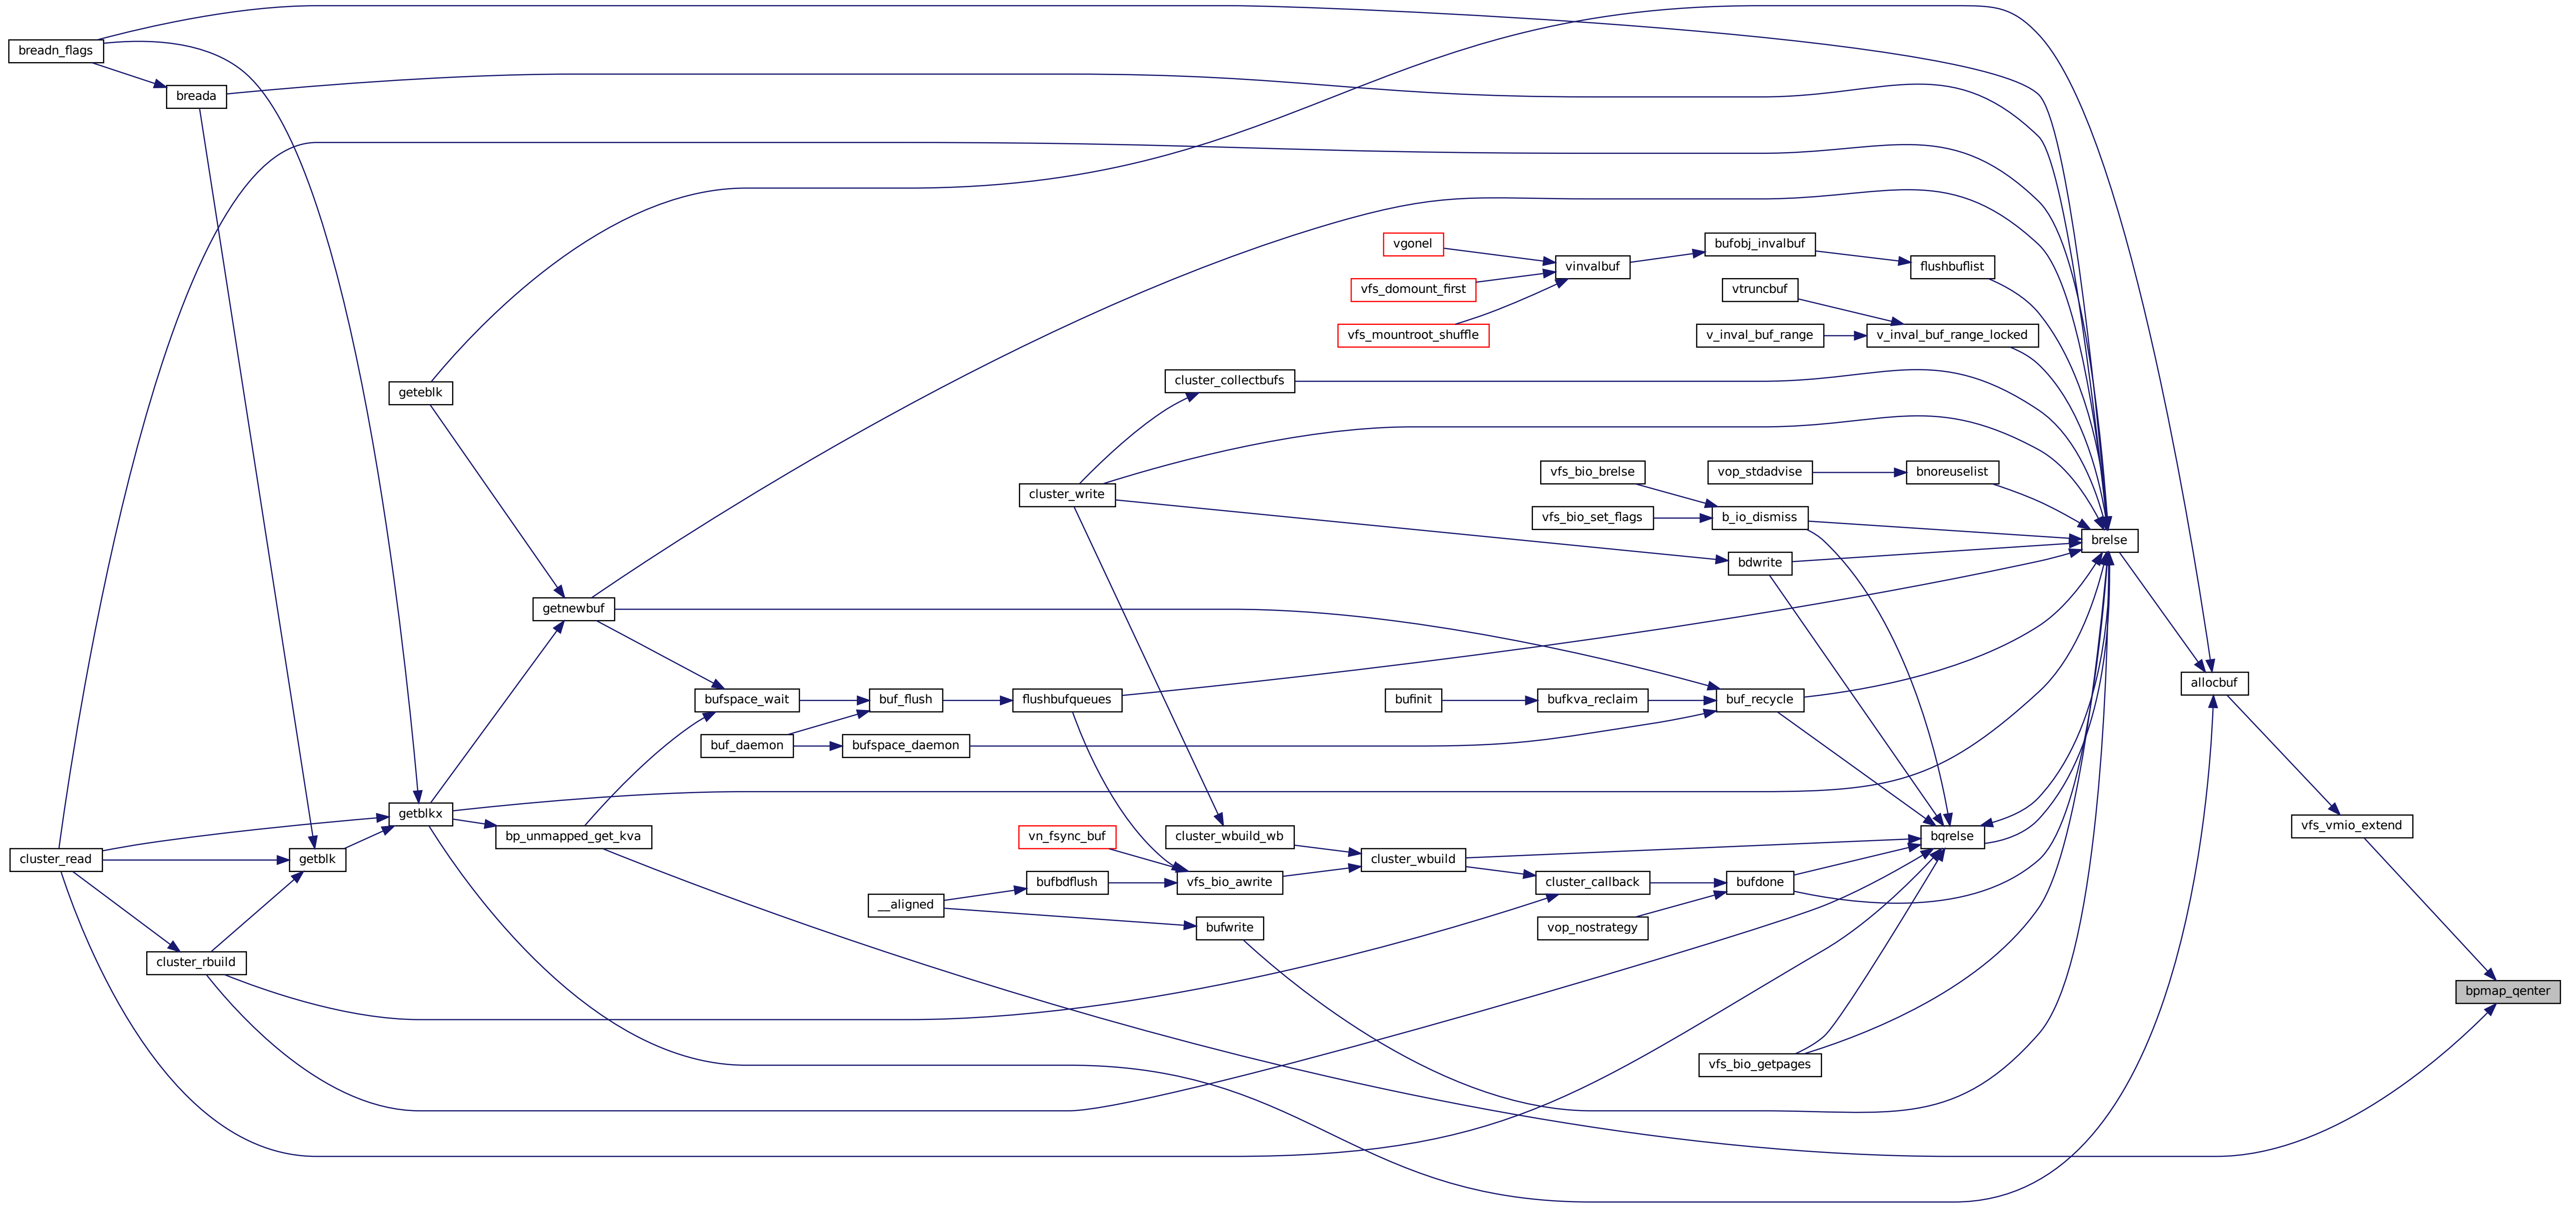 breadn_flags
breada
vgonel
bufobj_invalbuf
vinvalbuf
flushbuflist
vfs_domount_first
vtruncbuf
vfs_mountroot_shuffle
v_inval_buf_range
v_inval_buf_range_locked
cluster_collectbufs
geteblk
vfs_bio_brelse
vop_stdadvise
bnoreuselist
cluster_write
vfs_bio_set_flags
b_io_dismiss
brelse
bdwrite
getnewbuf
allocbuf
bufspace_wait
buf_flush
flushbufqueues
bufinit
bufkva_reclaim
buf_recycle
buf_daemon
bufspace_daemon
getblkx
vfs_vmio_extend
bp_unmapped_get_kva
vn_fsync_buf
cluster_wbuild_wb
bqrelse
cluster_read
getblk
cluster_wbuild
bufbdflush
vfs_bio_awrite
cluster_callback
bufdone
__aligned
bufwrite
vop_nostrategy
cluster_rbuild
bpmap_qenter
vfs_bio_getpages